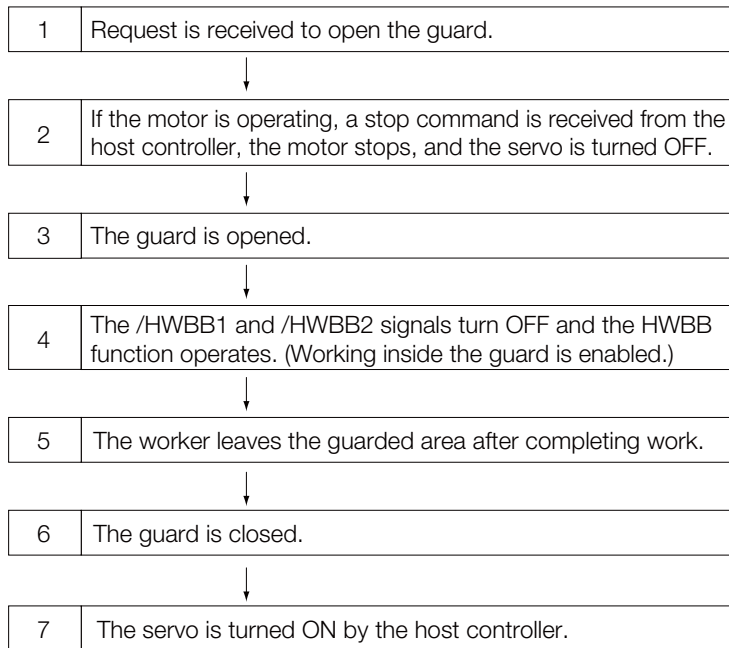 1 Request is received to open the guard.
2 If the motor is operating, a stop command is received from the
host controller, the motor stops, and the servo is turned OFF.
3 The guard is opened.
4 The /HWBB1 and /HWBB2 signals turn OFF and the HWBB
function operates. (Working inside the guard is enabled.)
5 The worker leaves the guarded area after completing work.
6 The guard is closed.
7 The servo is turned ON by the host controller.